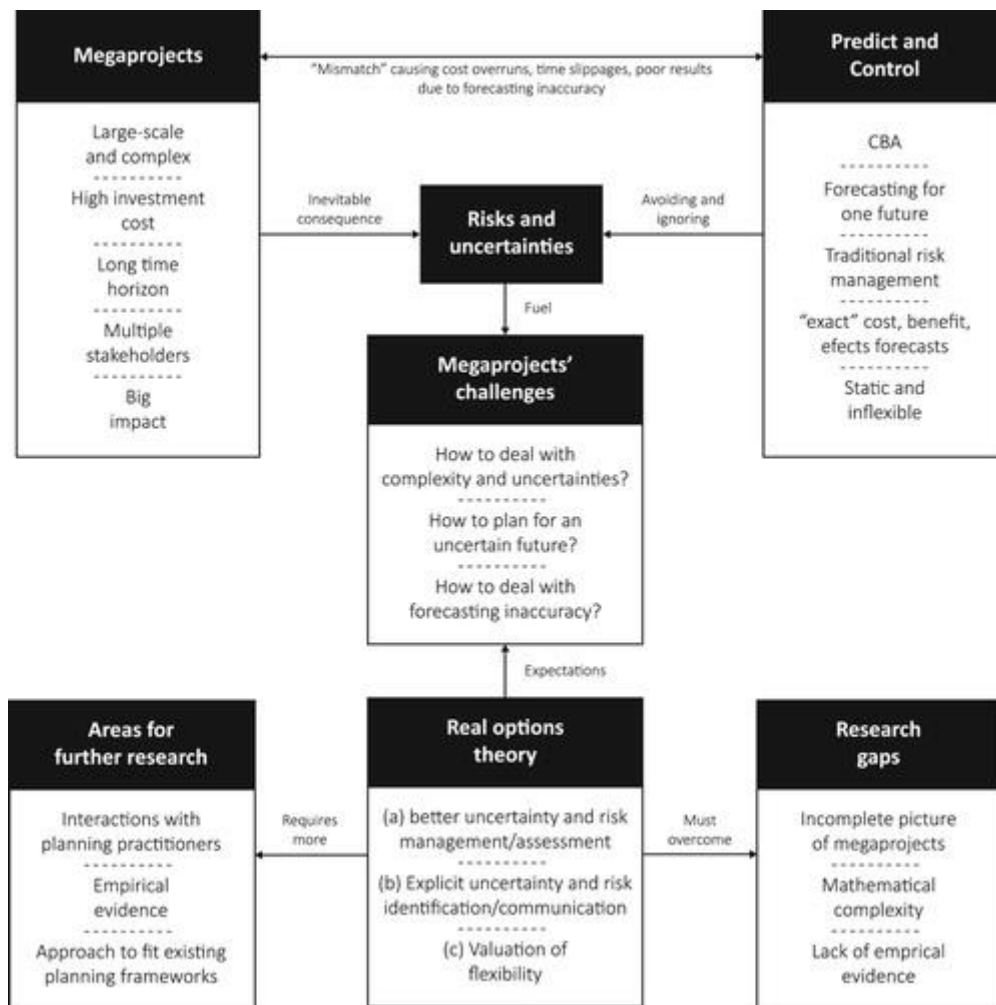 Megaprojects
Large-scale
and complex
High investment
cost
Long time
horizon
Multiple
stakeholders
Big
impact
"Mismatch" causing cost overruns, time slippages, poor results
due to forecasting inaccuracy
Predict and
Control
CBA
Forecasting for
one future
Traditional risk
management
"exact" cost, benefit,
efects forecasts
Static and
inflexible
Inevitable
consequence
Risks and
uncertainties
Avoiding and
ignoring
Fuel
Megaprojects'
challenges
How to deal with
complexity and uncertainties?
How to plan for an
uncertain future?
How to deal with
forecasting inaccuracy?
Expectations
Areas for
further research
Interactions with
planning practitioners
Empirical
evidence
Approach to fit existing
planning frameworks
Requires
more
Real options
theory
(a) better uncertainty and risk
management/assessment
(b) Explicit uncertainty and risk
identification/communication
(c) Valuation of
flexibility
Must
overcome
Research
gaps
Incomplete picture
of megaprojects
Mathematical
complexity
Lack of emprical
evidence